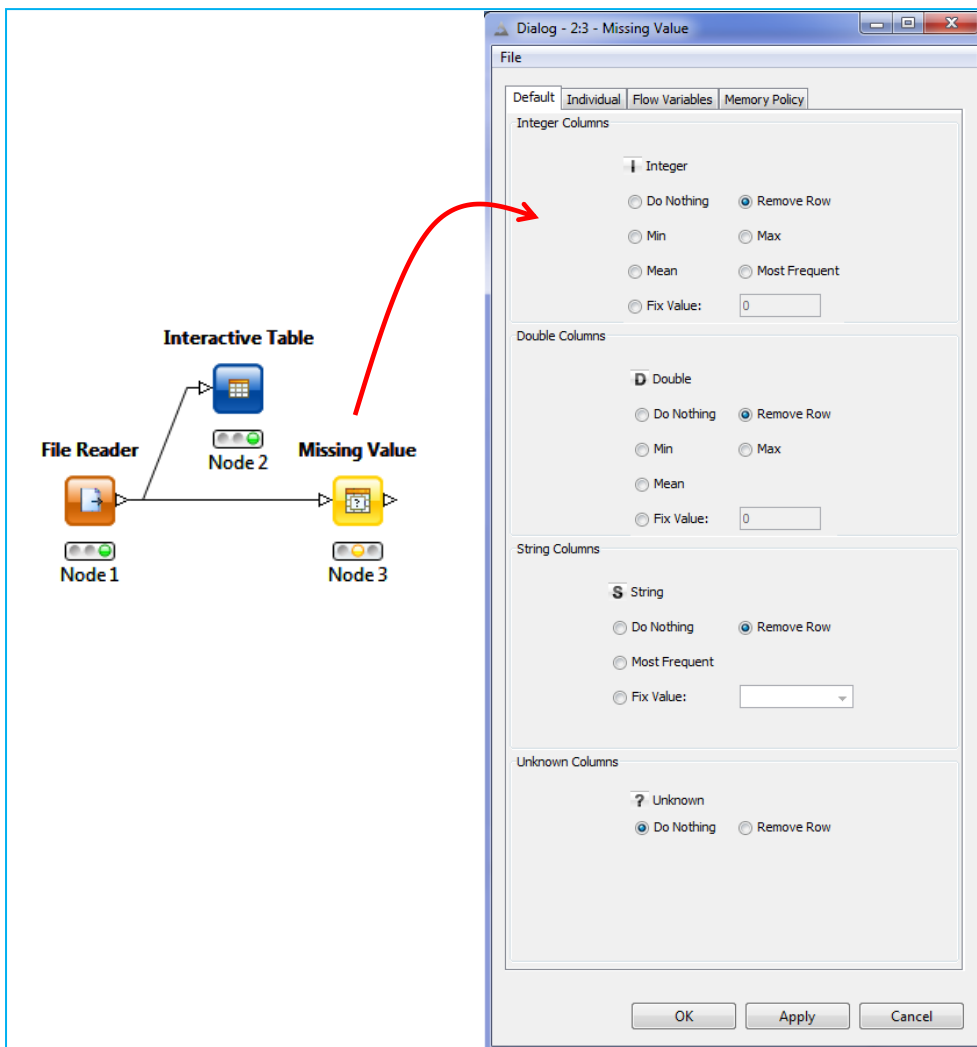 Interactive Table
Node 2
File Reader
Node 1
Missing Value
Node 3
Dialog - 2:3 - Missing Value
File
Default Individual Flow Variables Memory Policy
Integer Columns
I Integer
Do Nothing Remove Row
Min Max
Mean Most Frequent
Fix Value: 0
Double Columns
D Double
Do Nothing Remove Row
Min Max
Mean
Fix Value: 0
String Columns
S String
Do Nothing Remove Row
Most Frequent
Fix Value:
Unknown Columns
? Unknown
Do Nothing Remove Row
OK Apply Cancel